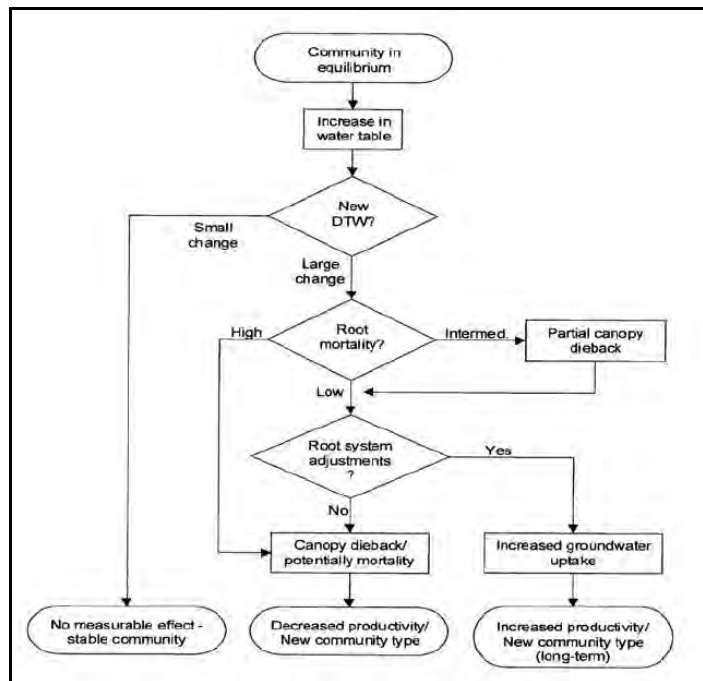 Community in
equilibrium
Increase in
water table
New
DTW?
Small
change
Large
change
High
Root
mortality?
Intermed.
Partial canopy
dieback
Low
Root system
adjustments
?
Yes
No
Canopy dieback/
potentially mortality
Increased groundwater
uptake
No measurable effect -
stable community
Decreased productivity/
New community type
Increased productivity/
New community type
(long-term)